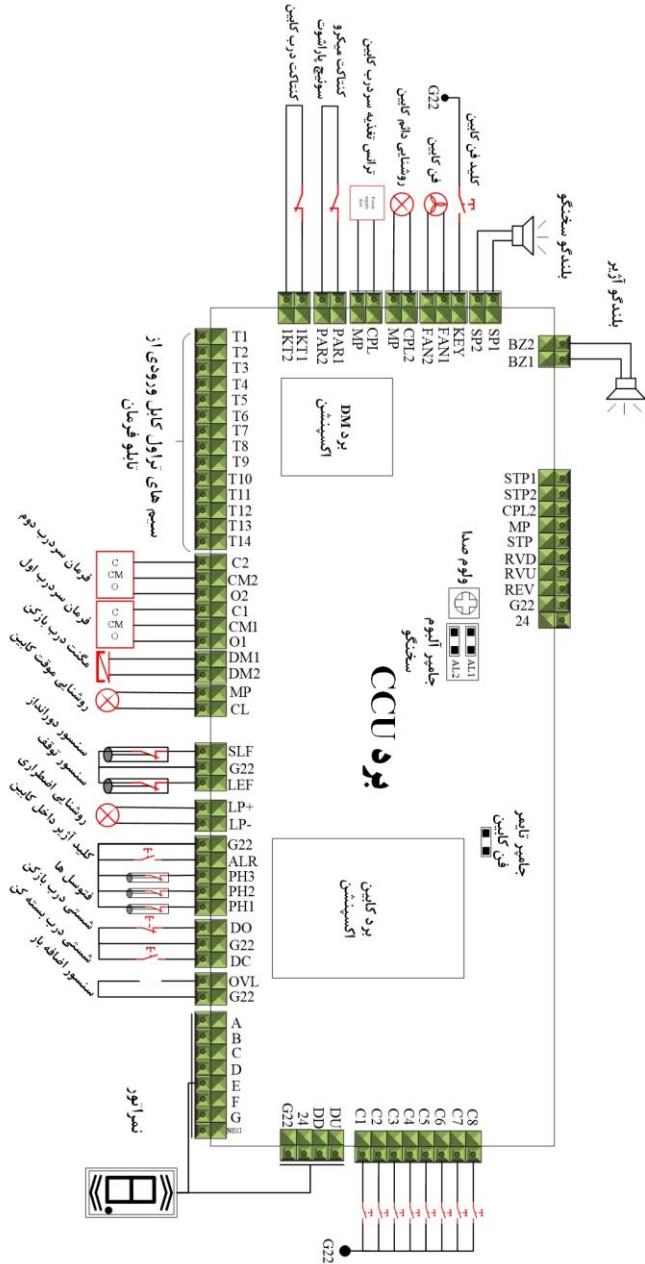 بلندگو آژیر
BZ2
BZ1
بلندگو سخنگو
SP1
SP2
کلید فن کابین
G22
KEY
فن کابین
FAN1
FAN2
روشنایی دائم کابین
CPL2
MP
ترانس تغذیه سردرب کابین
CPL
MP
کنتاکت میکرو
سوئیچ پاراشوت
PAR1
PAR2
کنتاکت درب کابین
1KT1
1KT2
STP1
STP2
CPL2
MP
STP
RVD
RVU
REV
G22
24
برد DM
اکسپنشن
ولوم صدا
AL1
AL2
جامپر آلبوم
سخنگو
برد CCU
جامپر تایمر
فن کابین
برد کابین
اکسپنشن
سیم های تراول کابل ورودی از
تابلو فرمان
T1
T2
T3
T4
T5
T6
T7
T8
T9
T10
T11
T12
T13
T14
فرمان سردرب دوم
C
CM
O
C2
CM2
O2
فرمان سردرب اول
C
CM
O
C1
CM1
O1
مگنت درب بازکن
DM1
DM2
روشنایی موقت کابین
MP
CL
سنسور دورانداز
SLF
G22
سنسور توقف
LEF
روشنایی اضطراری
LP+
LP-
کلید آژیر داخل کابین
G22
ALR
فتوسل ها
PH3
PH2
PH1
شستی درب بازکن
DO
G22
شستی درب بسته کن
DC
سنسور اضافه بار
OVL
G22
A
B
C
D
E
F
G
NEG
نمراتور
G22
24
DD
DU
C1
C2
C3
C4
C5
C6
C7
C8
G22